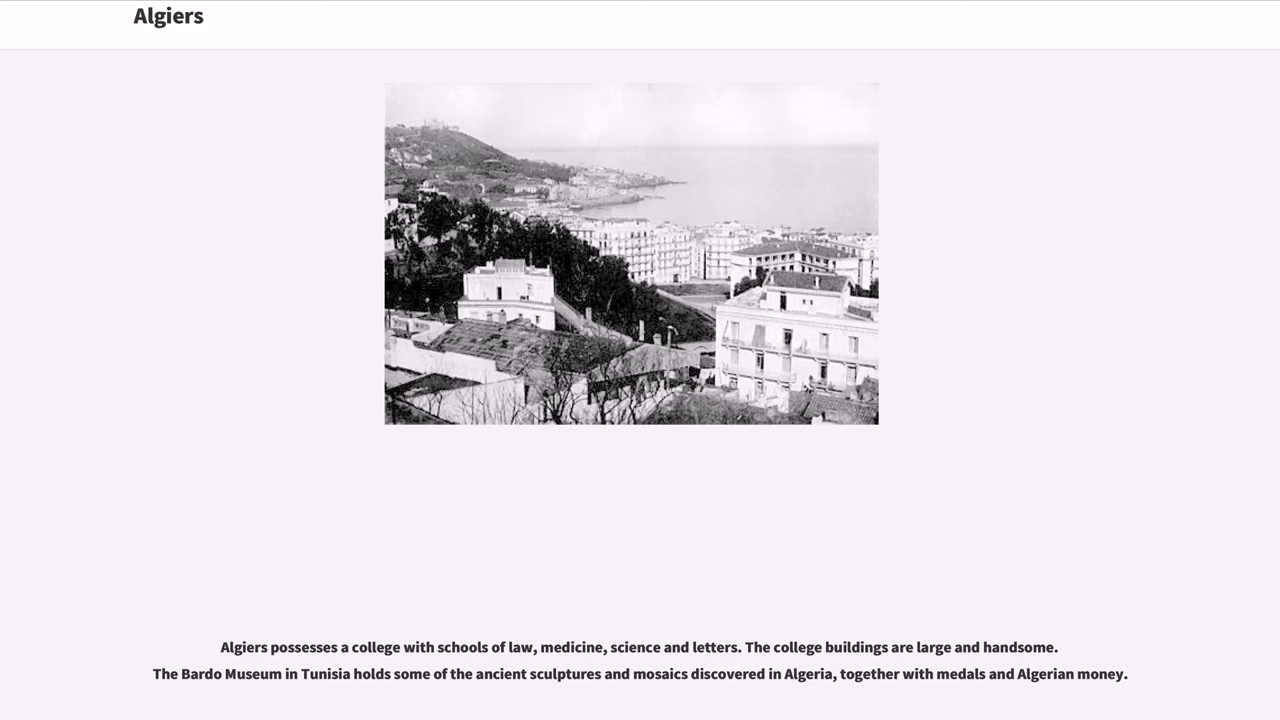 Algiers
Algiers possesses a college with schools of law, medicine, science and letters. The college buildings are large and handsome.
The Bardo Museum in Tunisia holds some of the ancient sculptures and mosaics discovered in Algeria, together with medals and Algerian money.